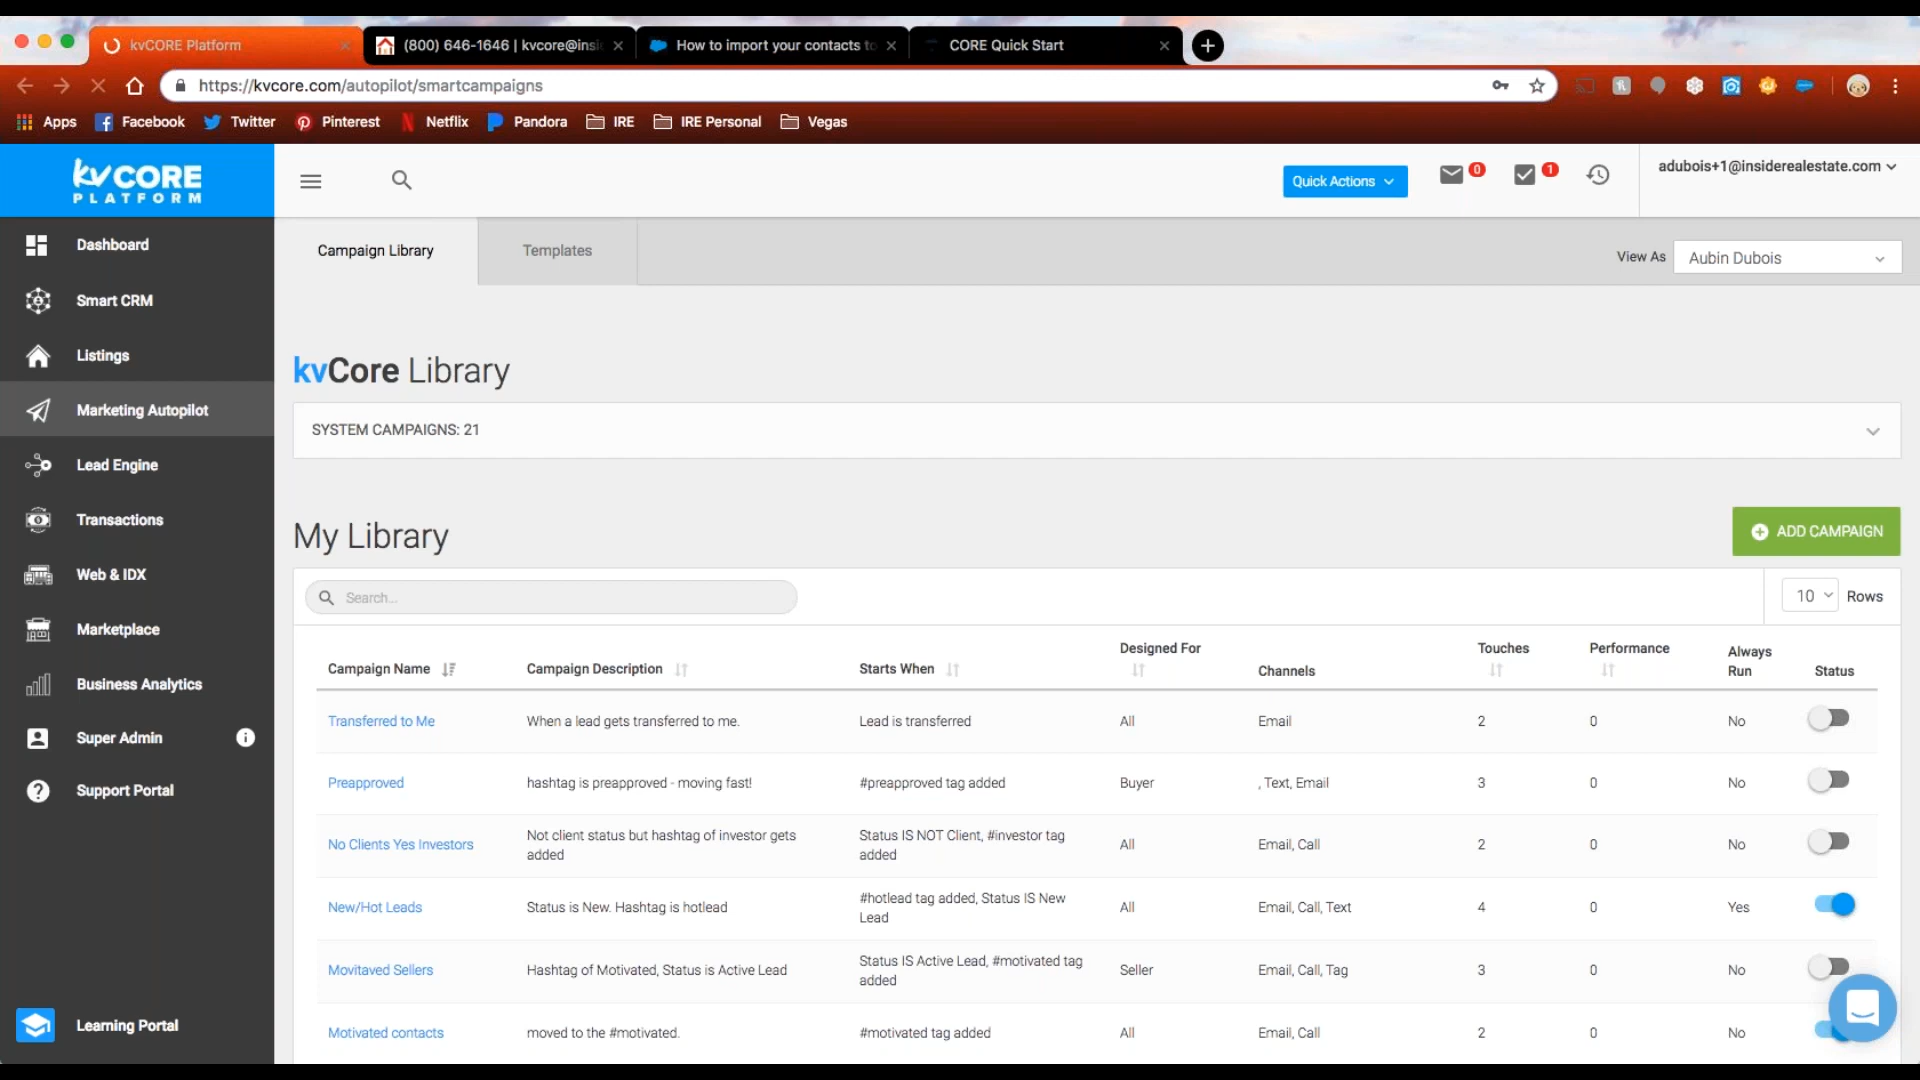 kvCORE Platform
(800) 646-1646 | kvcore@insi
How to import your contacts to
CORE Quick Start
https://kvcore.com/autopilot/smartcampaigns
Apps
Facebook
Twitter
Pinterest
Netflix
Pandora
IRE
IRE Personal
Vegas
kvCORE
PLATFORM
Quick Actions
0
1
adubois+1@insiderealestate.com
Dashboard
Smart CRM
Listings
Marketing Autopilot
Lead Engine
Transactions
Web & IDX
Marketplace
Business Analytics
Super Admin
Support Portal
Learning Portal
Campaign Library
Templates
View As
Aubin Dubois
kvCore Library
SYSTEM CAMPAIGNS: 21
My Library
ADD CAMPAIGN
Search...
10
Rows
Campaign Name
Campaign Description
Starts When
Designed For
Channels
Touches
Performance
Always
Run
Status
Transferred to Me
When a lead gets transferred to me.
Lead is transferred
All
Email
2
0
No
Preapproved
hashtag is preapproved - moving fast!
#preapproved tag added
Buyer
, Text, Email
3
0
No
No Clients Yes Investors
Not client status but hashtag of investor gets
added
Status IS NOT Client, #investor tag
added
All
Email, Call
2
0
No
New/Hot Leads
Status is New. Hashtag is hotlead
#hotlead tag added, Status IS New
Lead
All
Email, Call, Text
4
0
Yes
Movitaved Sellers
Hashtag of Motivated, Status is Active Lead
Status IS Active Lead, #motivated tag
added
Seller
Email, Call, Tag
3
0
No
Motivated contacts
moved to the #motivated.
#motivated tag added
All
Email, Call
2
0
No